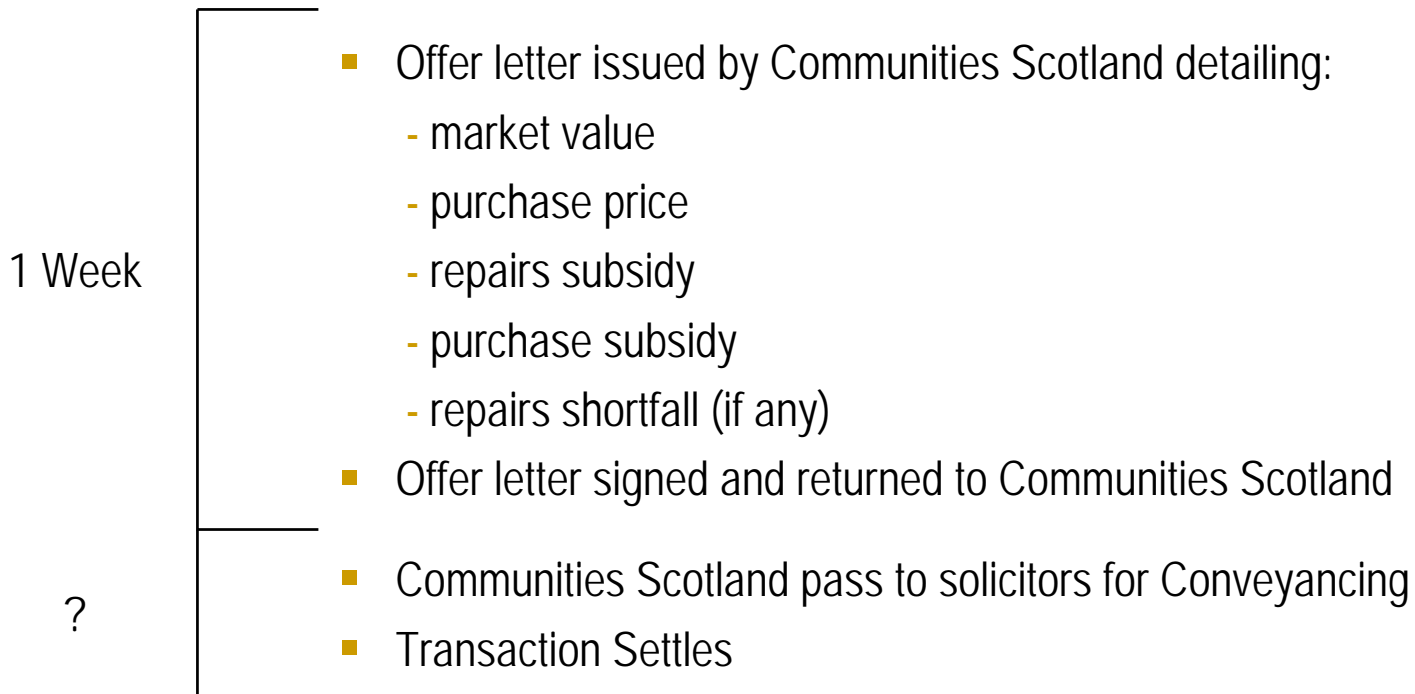 Offer letter issued by Communities Scotland detailing:
- market value
- purchase price
1 Week
- repairs subsidy
- purchase subsidy
- repairs shortfall (if any)
Offer letter signed and returned to Communities Scotland
Communities Scotland pass to solicitors for Conveyancing
?
Transaction Settles